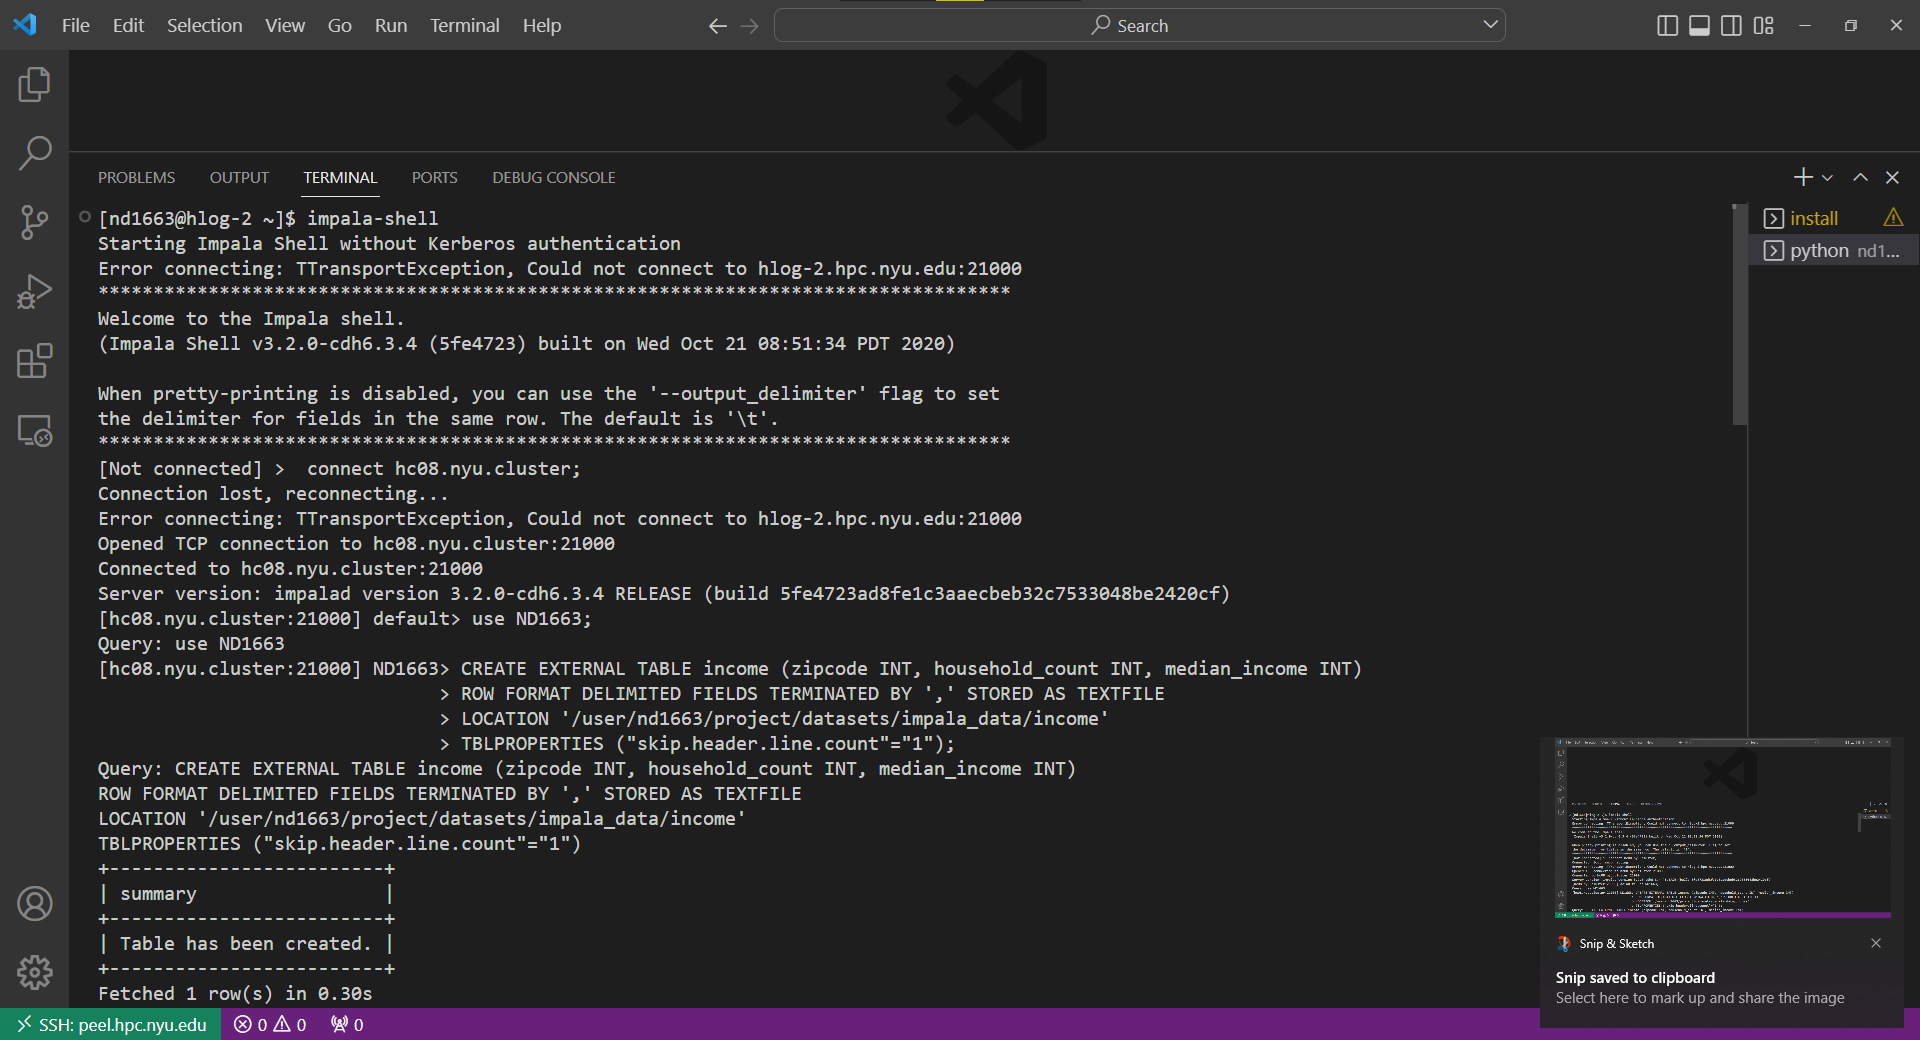 File Edit Selection View Go Run Terminal Help Search
PROBLEMS OUTPUT TERMINAL PORTS DEBUG CONSOLE
[nd1663@hlog-2 ~]$ impala-shell
Starting Impala Shell without Kerberos authentication
Error connecting: TTransportException, Could not connect to hlog-2.hpc.nyu.edu:21000
***********************************************************************************
Welcome to the Impala shell.
(Impala Shell v3.2.0-cdh6.3.4 (5fe4723) built on Wed Oct 21 08:51:34 PDT 2020)
When pretty-printing is disabled, you can use the '--output_delimiter' flag to set
the delimiter for fields in the same row. The default is '\t'.
***********************************************************************************
[Not connected] >  connect hc08.nyu.cluster;
Connection lost, reconnecting...
Error connecting: TTransportException, Could not connect to hlog-2.hpc.nyu.edu:21000
Opened TCP connection to hc08.nyu.cluster:21000
Connected to hc08.nyu.cluster:21000
Server version: impalad version 3.2.0-cdh6.3.4 RELEASE (build 5fe4723ad8fe1c3aaecbeb32c7533048be2420cf)
[hc08.nyu.cluster:21000] default> use ND1663;
Query: use ND1663
[hc08.nyu.cluster:21000] ND1663> CREATE EXTERNAL TABLE income (zipcode INT, household_count INT, median_income INT)
> ROW FORMAT DELIMITED FIELDS TERMINATED BY ',' STORED AS TEXTFILE
> LOCATION '/user/nd1663/project/datasets/impala_data/income'
> TBLPROPERTIES ("skip.header.line.count"="1");
Query: CREATE EXTERNAL TABLE income (zipcode INT, household_count INT, median_income INT)
ROW FORMAT DELIMITED FIELDS TERMINATED BY ',' STORED AS TEXTFILE
LOCATION '/user/nd1663/project/datasets/impala_data/income'
TBLPROPERTIES ("skip.header.line.count"="1")
+-------------------------+
| summary                 |
+-------------------------+
| Table has been created. |
+-------------------------+
Fetched 1 row(s) in 0.30s
install
python nd1...
Snip & Sketch
Snip saved to clipboard
Select here to mark up and share the image
SSH: peel.hpc.nyu.edu 0 0 0